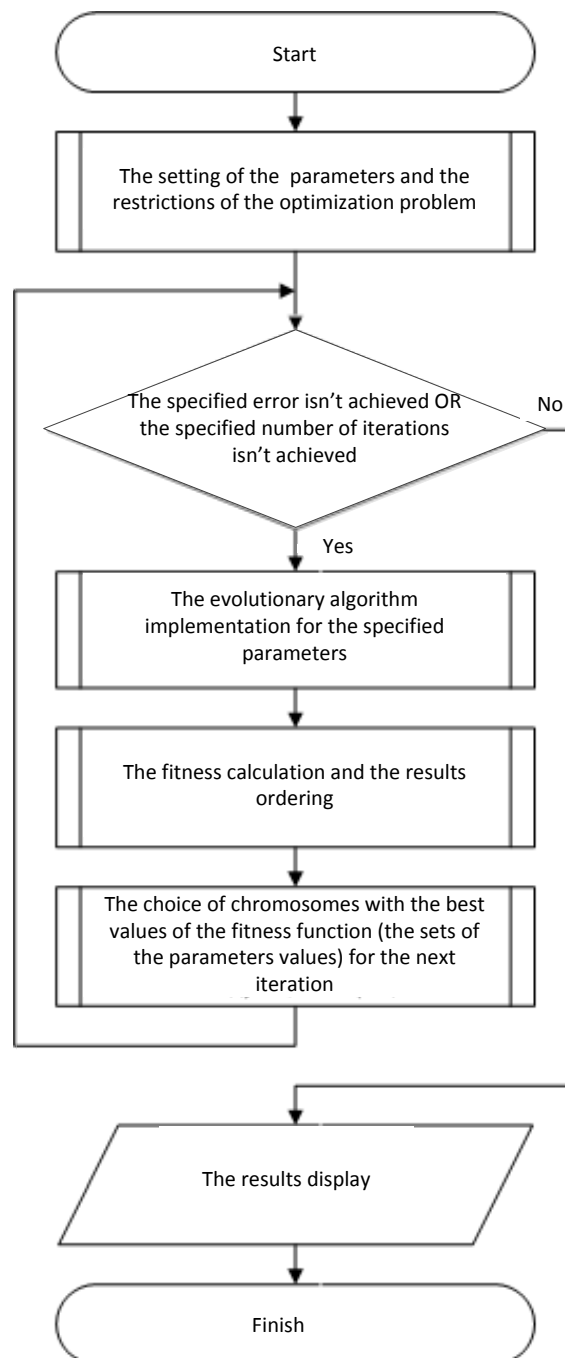 Start
The setting of the parameters and the
restrictions of the optimization problem
The specified error isn't achieved OR
No
the specified number of iterations
isn't achieved
Yes
The evolutionary algorithm
implementation for the specified
parameters
The fitness calculation and the results
ordering
The choice of chromosomes with the best
values of the fitness function (the sets of
the parameters values) for the next
iteration
The results display
Finish